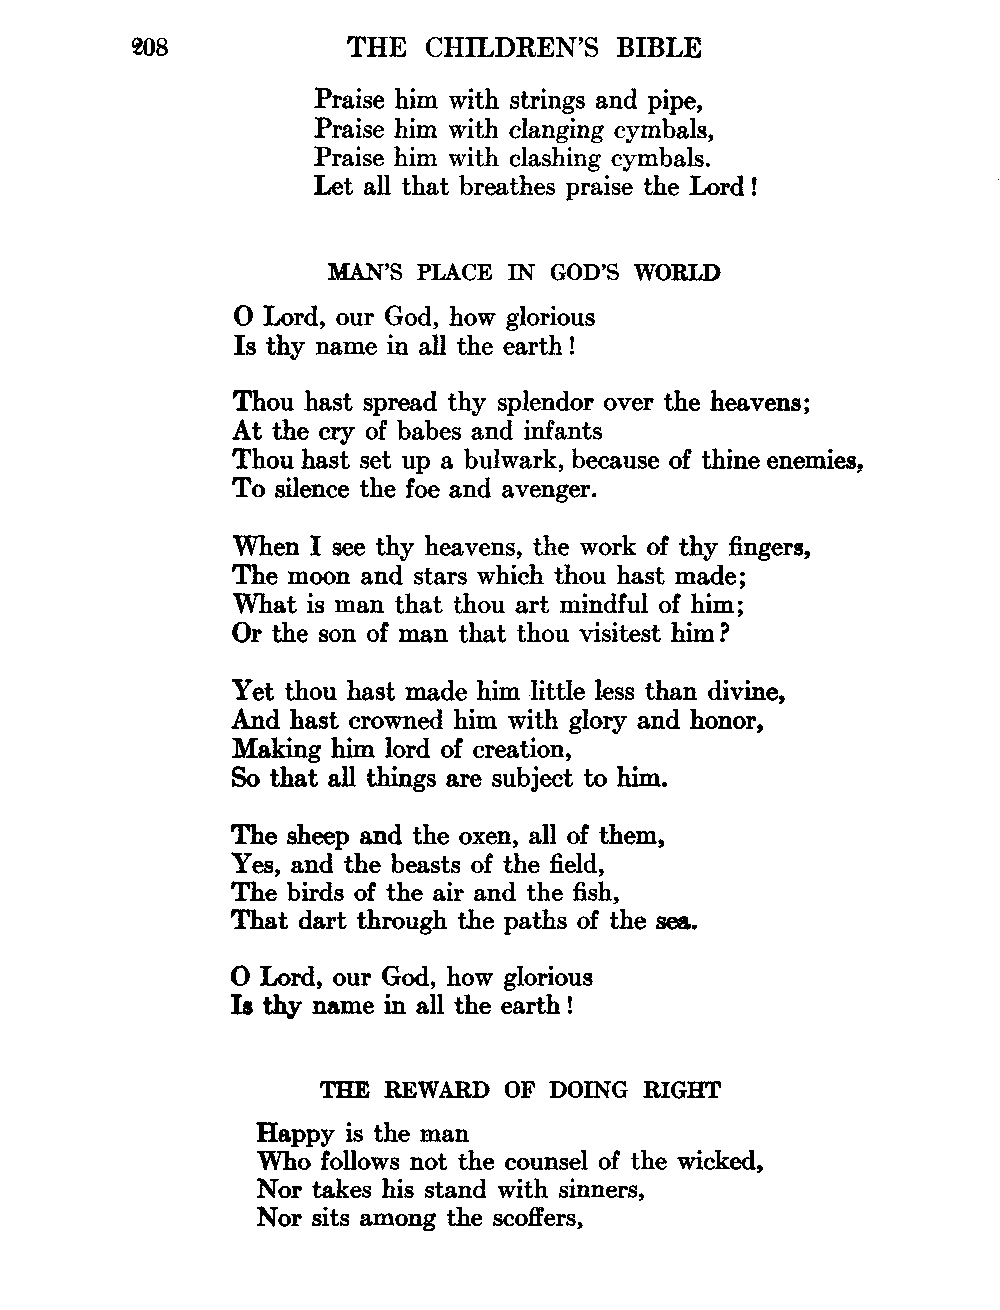 208 THE CHILDREN'S BIBLE
Praise him with strings and pipe,
Praise him with clanging cymbals,
Praise him with clashing cymbals.
Let all that breathes praise the Lord!
MAN'S PLACE IN GOD'S WORLD
O Lord, our God, how glorious
Is thy name in all the earth!
Thou hast spread thy splendor over the heavens;
At the cry of babes and infants
Thou hast set up a bulwark, because of thine enemies,
To silence the foe and avenger.
When I see thy heavens, the work of thy fingers,
The moon and stars which thou hast made;
What is man that thou art mindful of him;
Or the son of man that thou visitest him?
Yet thou hast made him little less than divine,
And hast crowned him with glory and honor,
Making him lord of creation,
So that all things are subject to him.
The sheep and the oxen, all of them,
Yes, and the beasts of the field,
The birds of the air and the fish,
That dart through the paths of the sea.
O Lord, our God, how glorious
Is thy name in all the earth!
THE REWARD OF DOING RIGHT
Happy is the man
Who follows not the counsel of the wicked,
Nor takes his stand with sinners,
Nor sits among the scoffers,